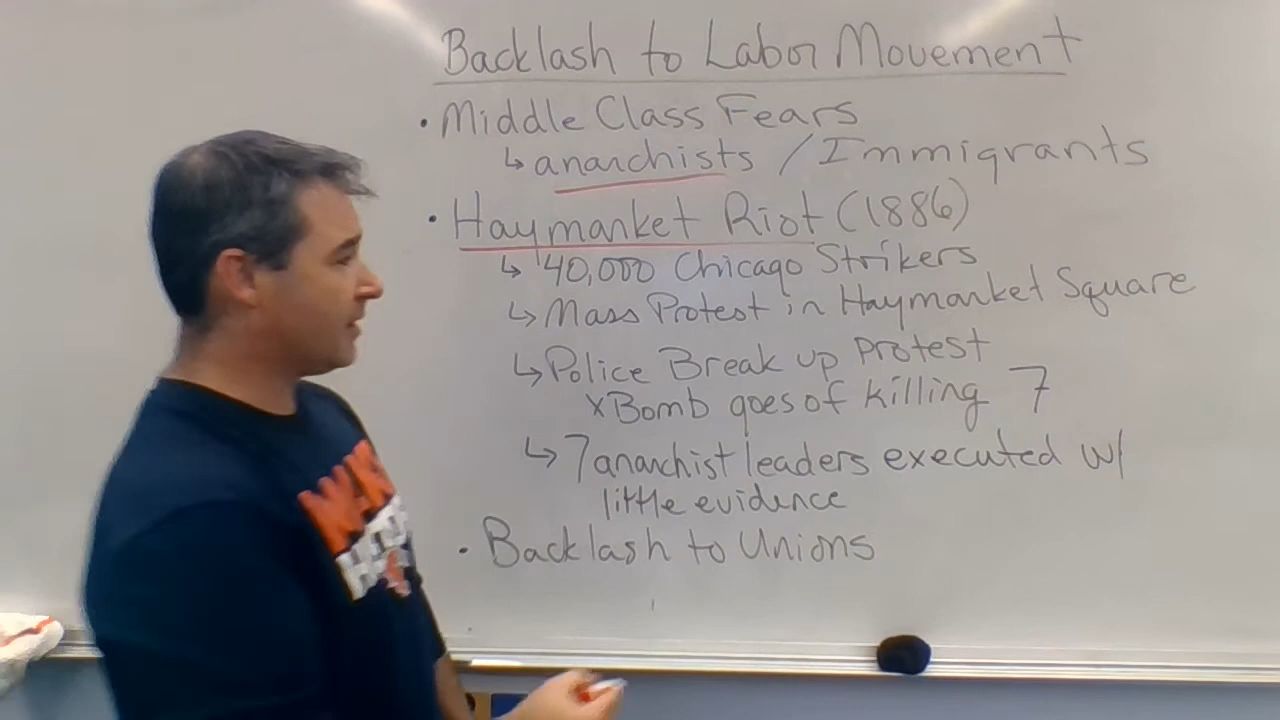 Backlash to Labor Movement
• Middle Class Fears
↳ anarchists / Immigrants
• Haymarket Riot (1886)
↳ 40,000 Chicago Strikers
↳ Mass Protest in Haymarket Square
↳ Police Break up protest
x Bomb goes of killing 7
↳ 7 anarchist leaders executed w/
little evidence
• Backlash to Unions